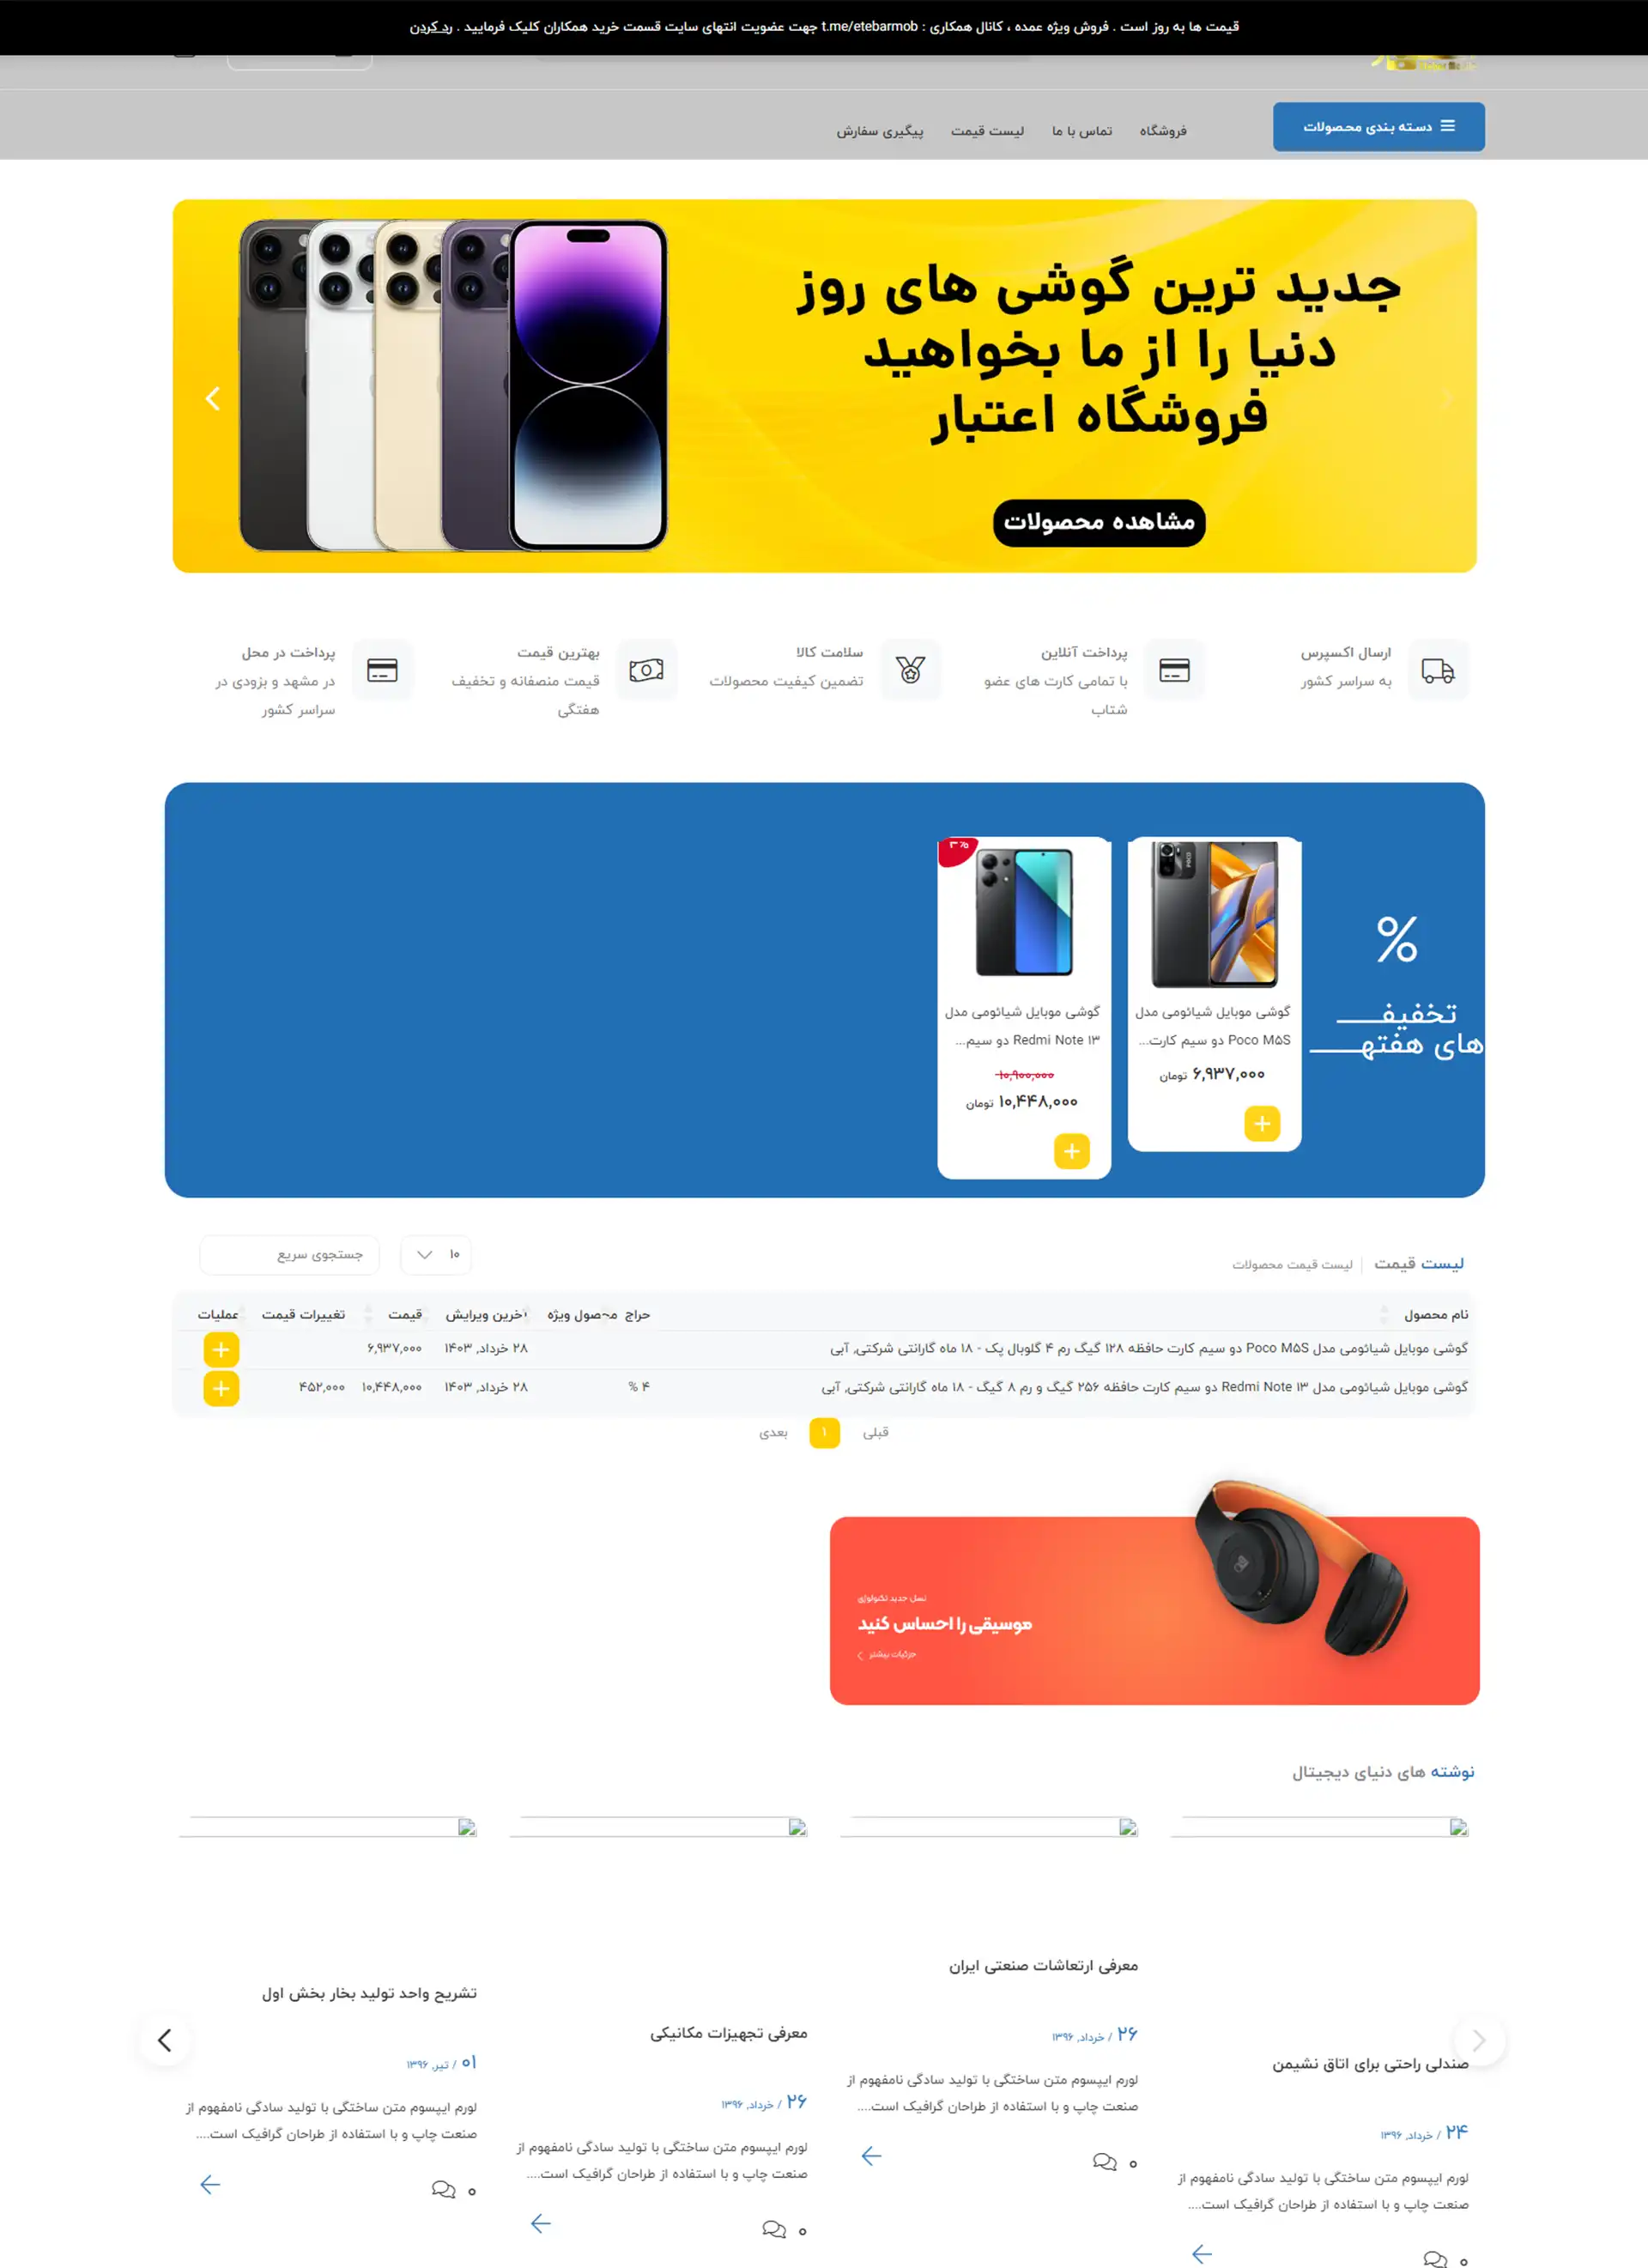 قیمت ها به روز است . فروش ویژه عمده ، کانال همکاری : t.me/etebarmob جهت عضویت انتهای سایت قسمت خرید همکاران کلیک فرمایید . رد کردن
دسته بندی محصولات
فروشگاه
تماس با ما
لیست قیمت
پیگیری سفارش
جدید ترین گوشی های روز
دنیا را از ما بخواهید
فروشگاه اعتبار
مشاهده محصولات
ارسال اکسپرس
به سراسر کشور
پرداخت آنلاین
با تمامی کارت های عضو
شتاب
سلامت کالا
تضمین کیفیت محصولات
بهترین قیمت
قیمت منصفانه و تخفیف
هفتگی
پرداخت در محل
در مشهد و بزودی در
سراسر کشور
%
تخفیفـــــ
های هفتهـــــ
POCO
گوشی موبایل شیائومی مدل
Poco M۵S دو سیم کارت...
۶,۹۳۷,۰۰۰ تومان
۳%
گوشی موبایل شیائومی مدل
Redmi Note ۱۳ دو سیم...
۱۰,۹۰۰,۰۰۰
۱۰,۴۴۸,۰۰۰ تومان
لیست قیمت
لیست قیمت محصولات
۱۰
جستجوی سریع
نام محصول حراج محصول ویژه آخرین ویرایش قیمت تغییرات قیمت عملیات
گوشی موبایل شیائومی مدل Poco M۵S دو سیم کارت حافظه ۱۲۸ گیگ رم ۴ گلوبال پک - ۱۸ ماه گارانتی شرکتی, آبی ۲۸ خرداد, ۱۴۰۳ ۶,۹۳۷,۰۰۰
گوشی موبایل شیائومی مدل Redmi Note ۱۳ دو سیم کارت حافظه ۲۵۶ گیگ و رم ۸ گیگ - ۱۸ ماه گارانتی شرکتی, آبی ۴ % ۲۸ خرداد, ۱۴۰۳ ۱۰,۴۴۸,۰۰۰ ۴۵۲,۰۰۰
قبلی ۱ بعدی
نسل جدید تکنولوژی
موسیقی را احساس کنید
جزئیات بیشتر
نوشته های دنیای دیجیتال
صندلی راحتی برای اتاق نشیمن
۲۴ / خرداد, ۱۳۹۶
لورم ایپسوم متن ساختگی با تولید سادگی نامفهوم از
صنعت چاپ و با استفاده از طراحان گرافیک است....
۰
معرفی ارتعاشات صنعتی ایران
۲۶ / خرداد, ۱۳۹۶
لورم ایپسوم متن ساختگی با تولید سادگی نامفهوم از
صنعت چاپ و با استفاده از طراحان گرافیک است....
۰
معرفی تجهیزات مکانیکی
۲۶ / خرداد, ۱۳۹۶
لورم ایپسوم متن ساختگی با تولید سادگی نامفهوم از
صنعت چاپ و با استفاده از طراحان گرافیک است....
۰
تشریح واحد تولید بخار بخش اول
۰۱ / تیر, ۱۳۹۶
لورم ایپسوم متن ساختگی با تولید سادگی نامفهوم از
صنعت چاپ و با استفاده از طراحان گرافیک است....
۰